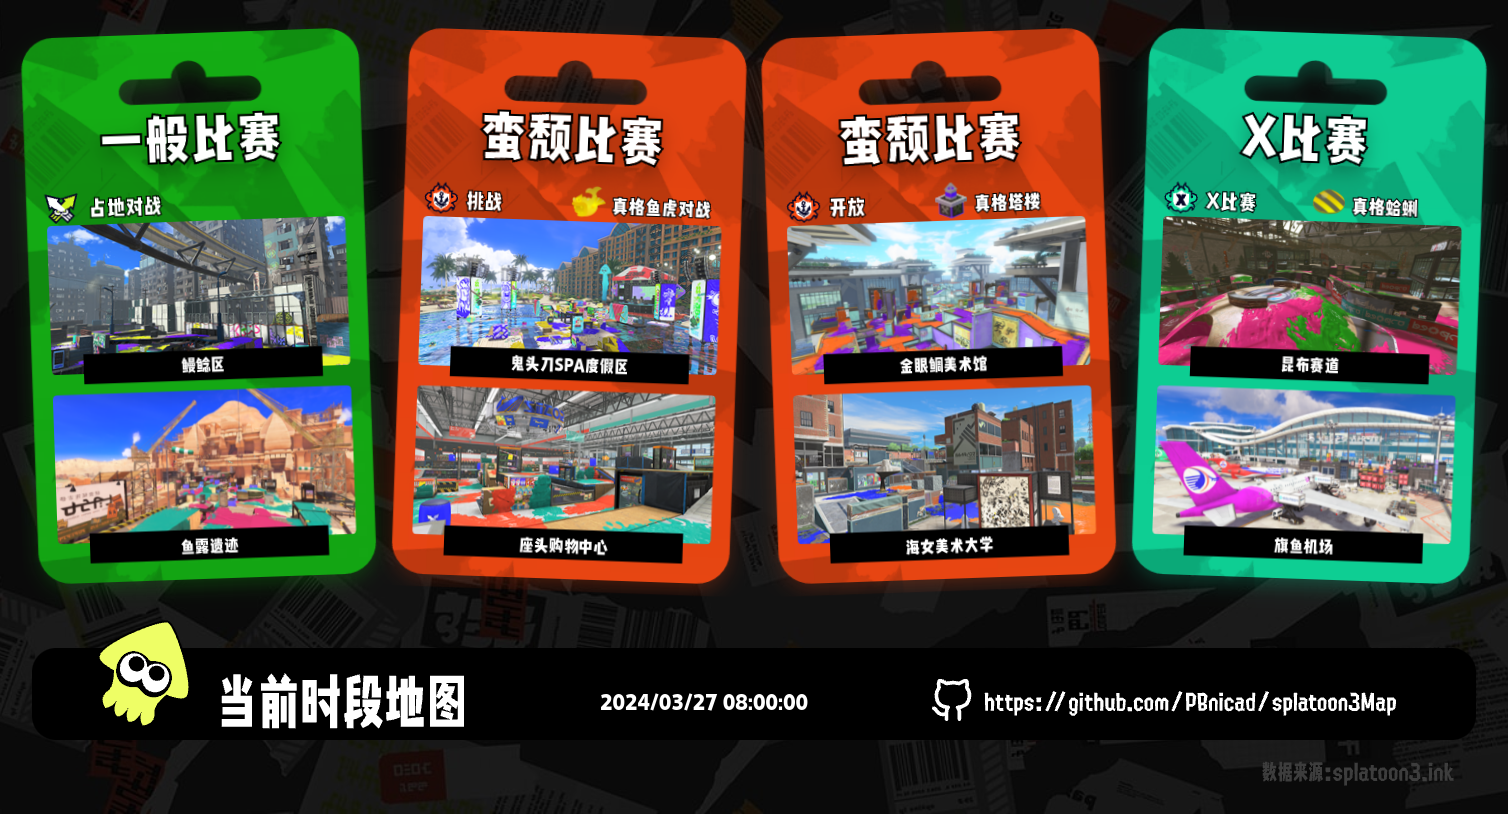 一般比赛
占地对战
鳗鲶区
鱼露遗迹
蛮颓比赛
挑战
真格鱼虎对战
鬼头刀SPA度假区
座头购物中心
蛮颓比赛
开放
真格塔楼
金眼鲷美术馆
海女美术大学
X比赛
X比赛
真格蛤蜊
昆布赛道
旗鱼机场
当前时段地图
2024/03/27 08:00:00
https://github.com/PBnicad/splatoon3Map
数据来源:splatoon3.ink